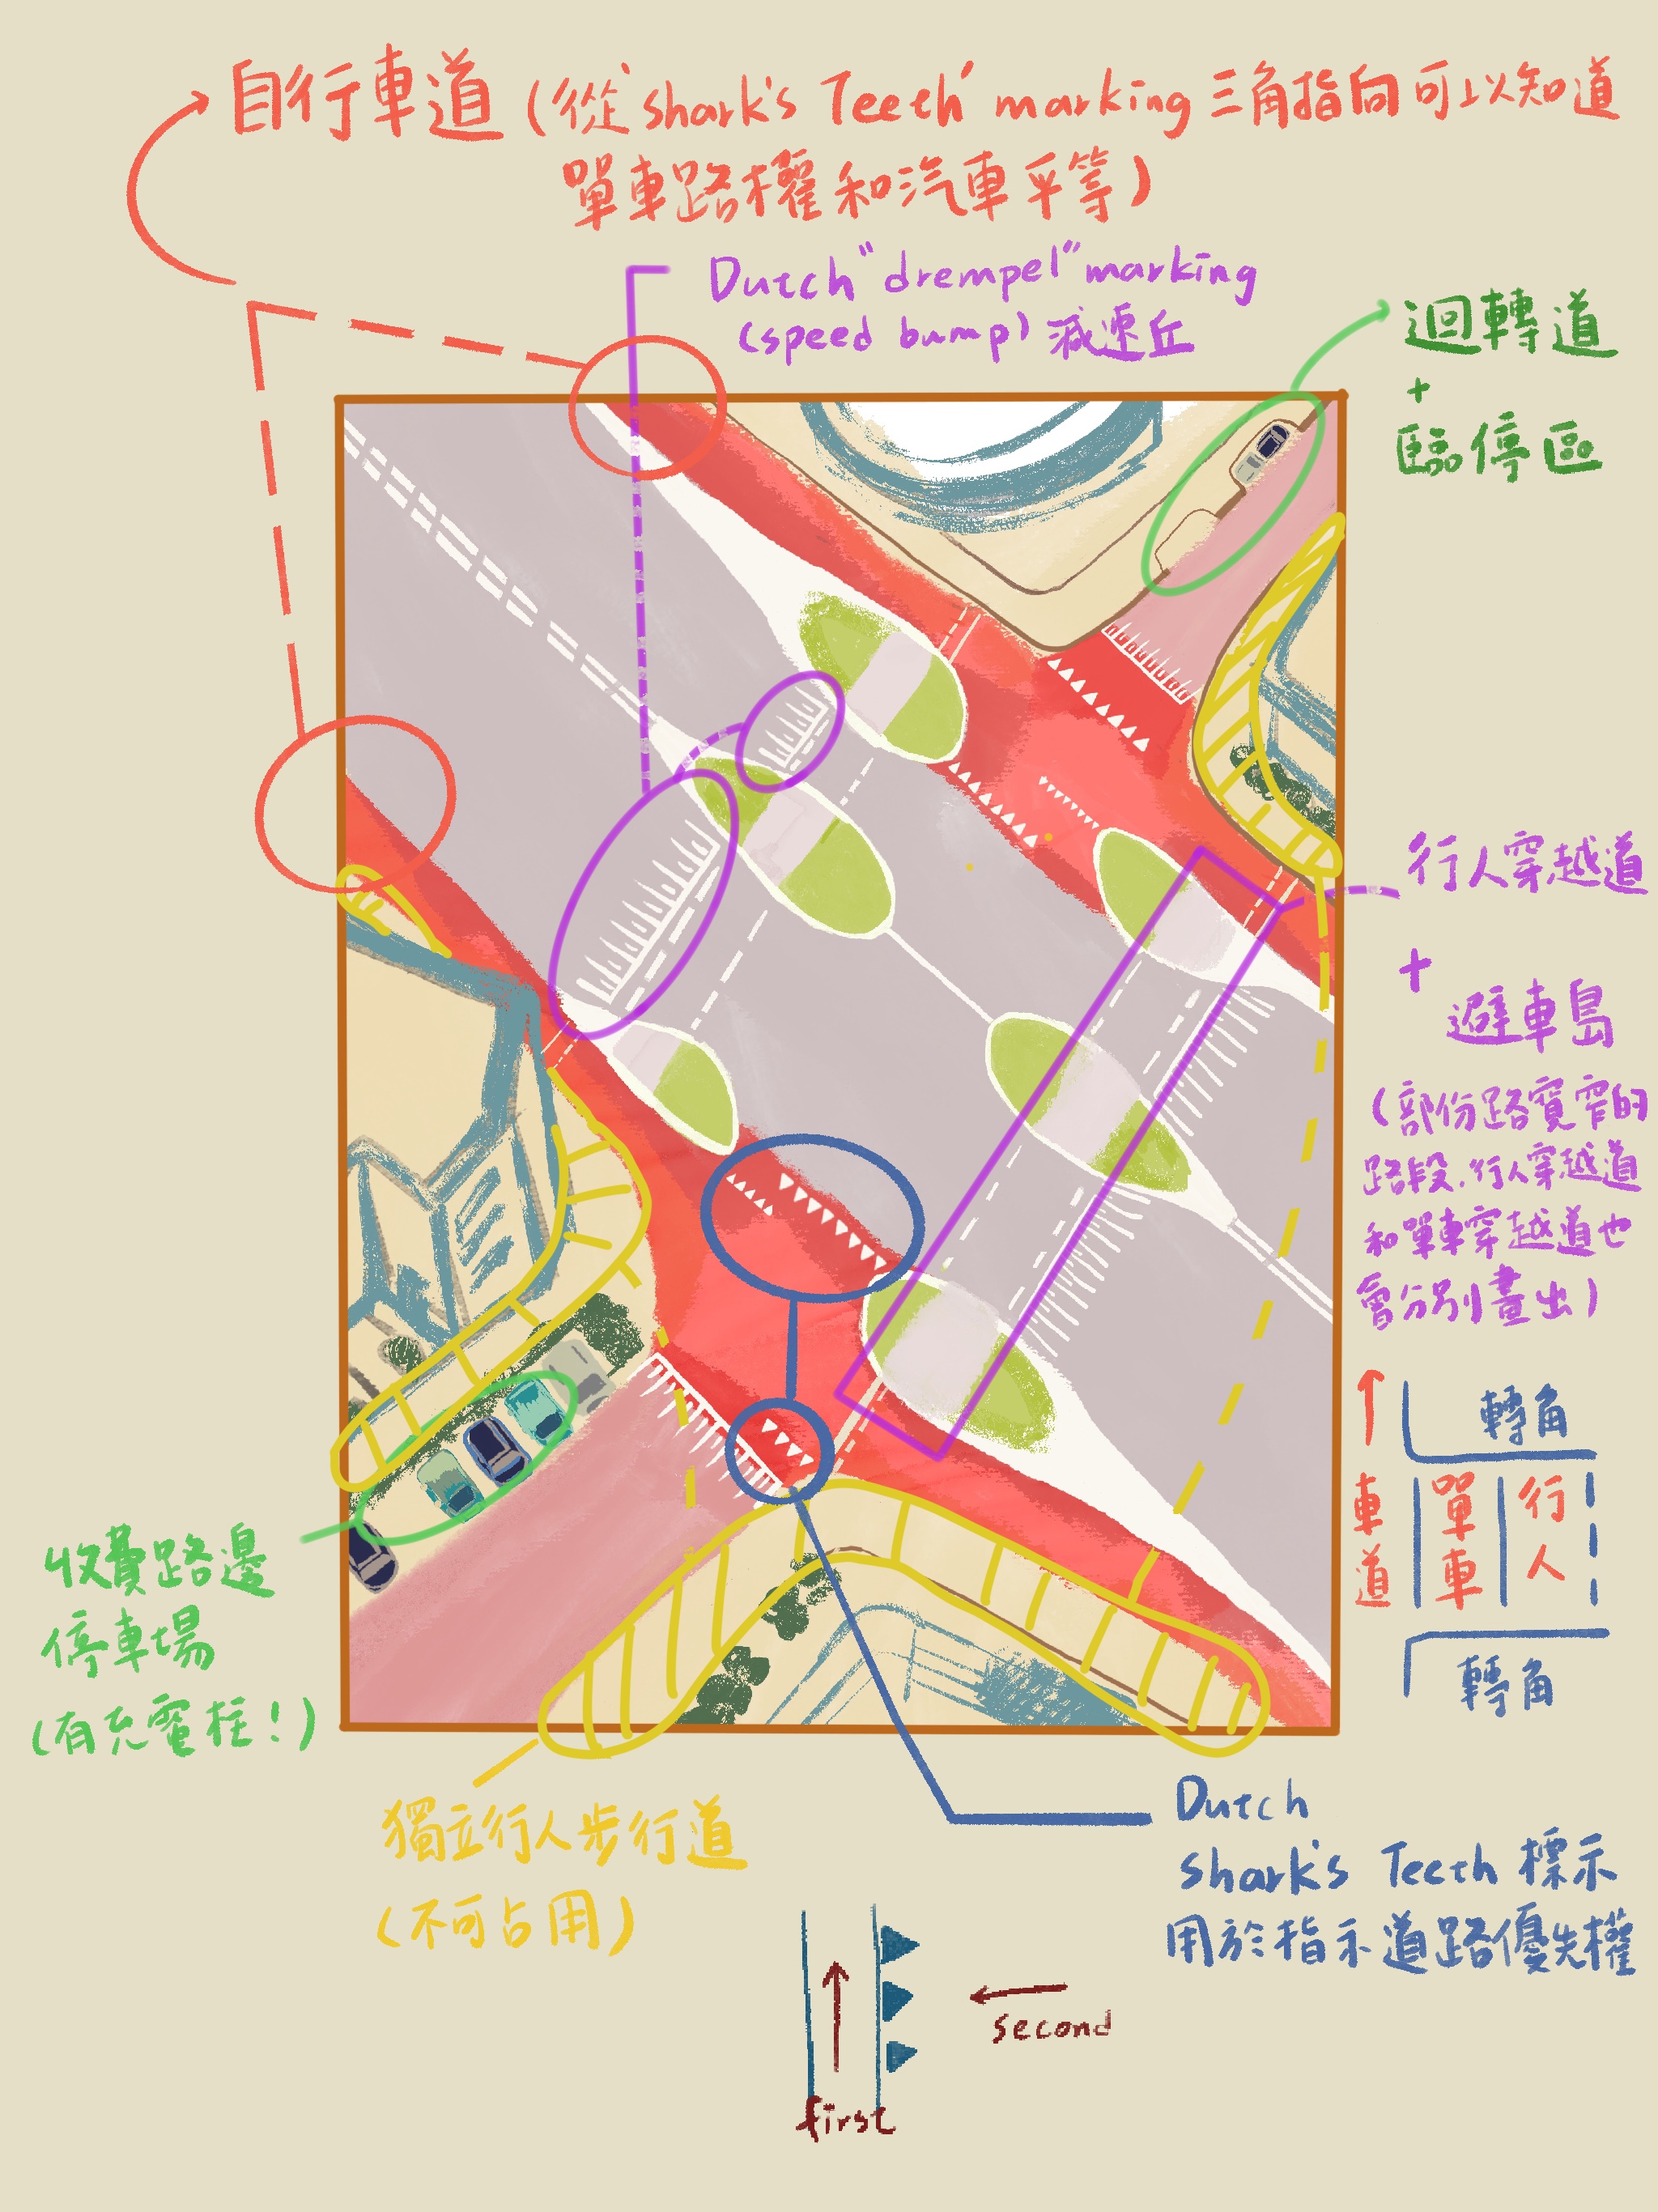 自行車道(從'shark's Teeth' marking 三角指向可以知道
單車路權和汽車平等)
Dutch "drempel" marking
(speed bump) 減速丘
迴轉道
+
臨停區
行人穿越道
+
避車島
(部份路寬窄的
路段,行人穿越道
和單車穿越道也
會分別畫出)
轉角
車道
單車
行人
轉角
收費路邊
停車場
(有充電柱!)
獨立行人步行道
(不可占用)
Dutch
shark's Teeth 標示
用於指示道路優先權
second
first